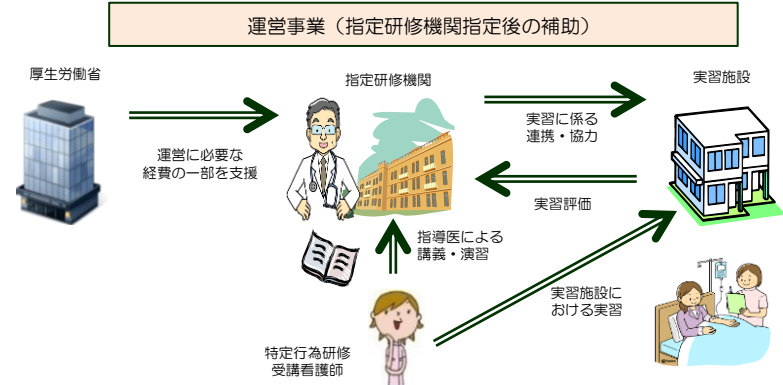 運営事業（指定研修機関指定後の補助）
厚生労働省
指定研修機関
実習施設
運営に必要な
経費の一部を支援
実習に係る
連携・協力
実習評価
指導医による
講義・演習
実習施設に
おける実習
特定行為研修
受講看護師